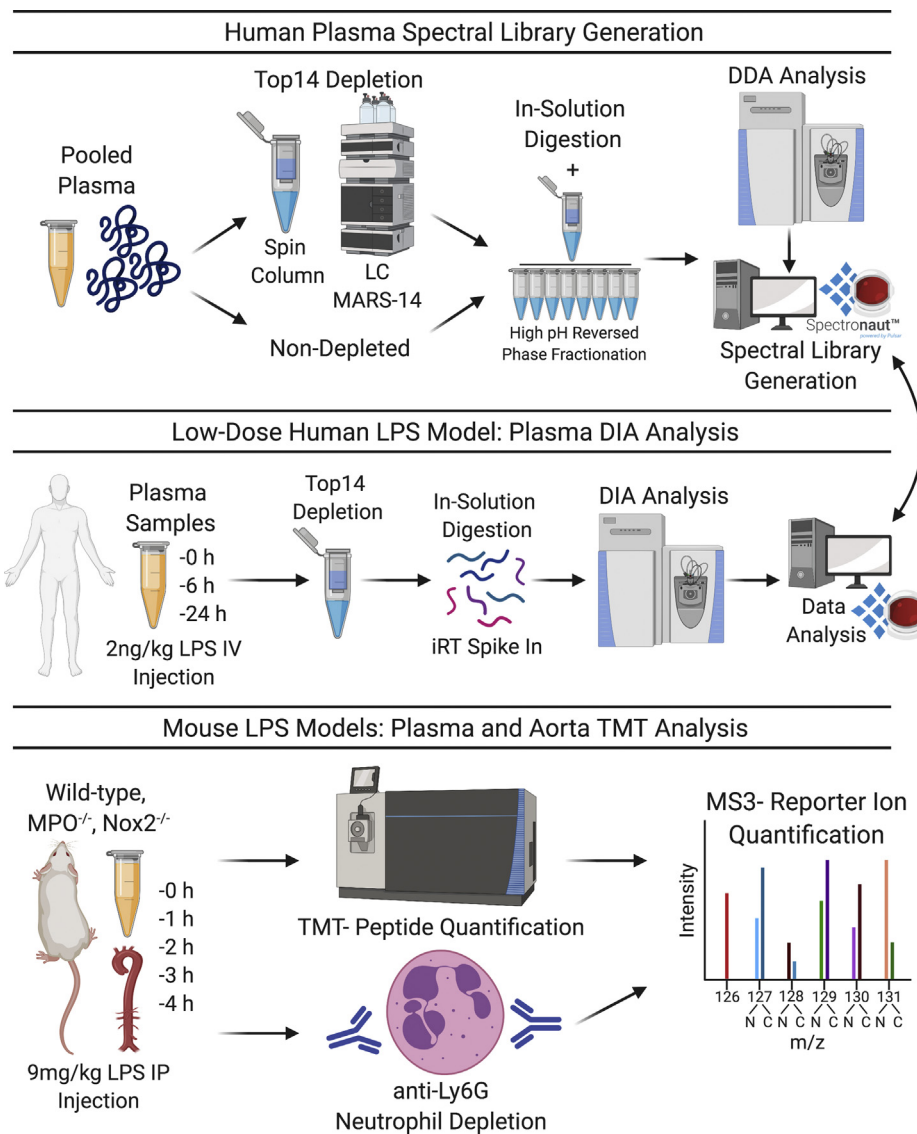 Human Plasma Spectral Library Generation
Top14 Depletion
DDA Analysis
In-Solution
Digestion
+
Pooled
Plasma
Spin
Column
LC
MARS-14
Non-Depleted
High pH Reversed
Phase Fractionation
Spectronaut™
powered by Pulsar
Spectral Library
Generation
Low-Dose Human LPS Model: Plasma DIA Analysis
Plasma
Samples
-0 h
-6 h
-24 h
2ng/kg LPS IV
Injection
Top14
Depletion
In-Solution
Digestion
iRT Spike In
DIA Analysis
Data
Analysis
Mouse LPS Models: Plasma and Aorta TMT Analysis
Wild-type,
MPO-/-, Nox2-/-
-0 h
-1 h
-2 h
-3 h
-4 h
9mg/kg LPS IP
Injection
TMT- Peptide Quantification
anti-Ly6G
Neutrophil Depletion
MS3- Reporter Ion
Quantification
Intensity
126 127 128 129 130 131
N C N C N C N C N C
m/z